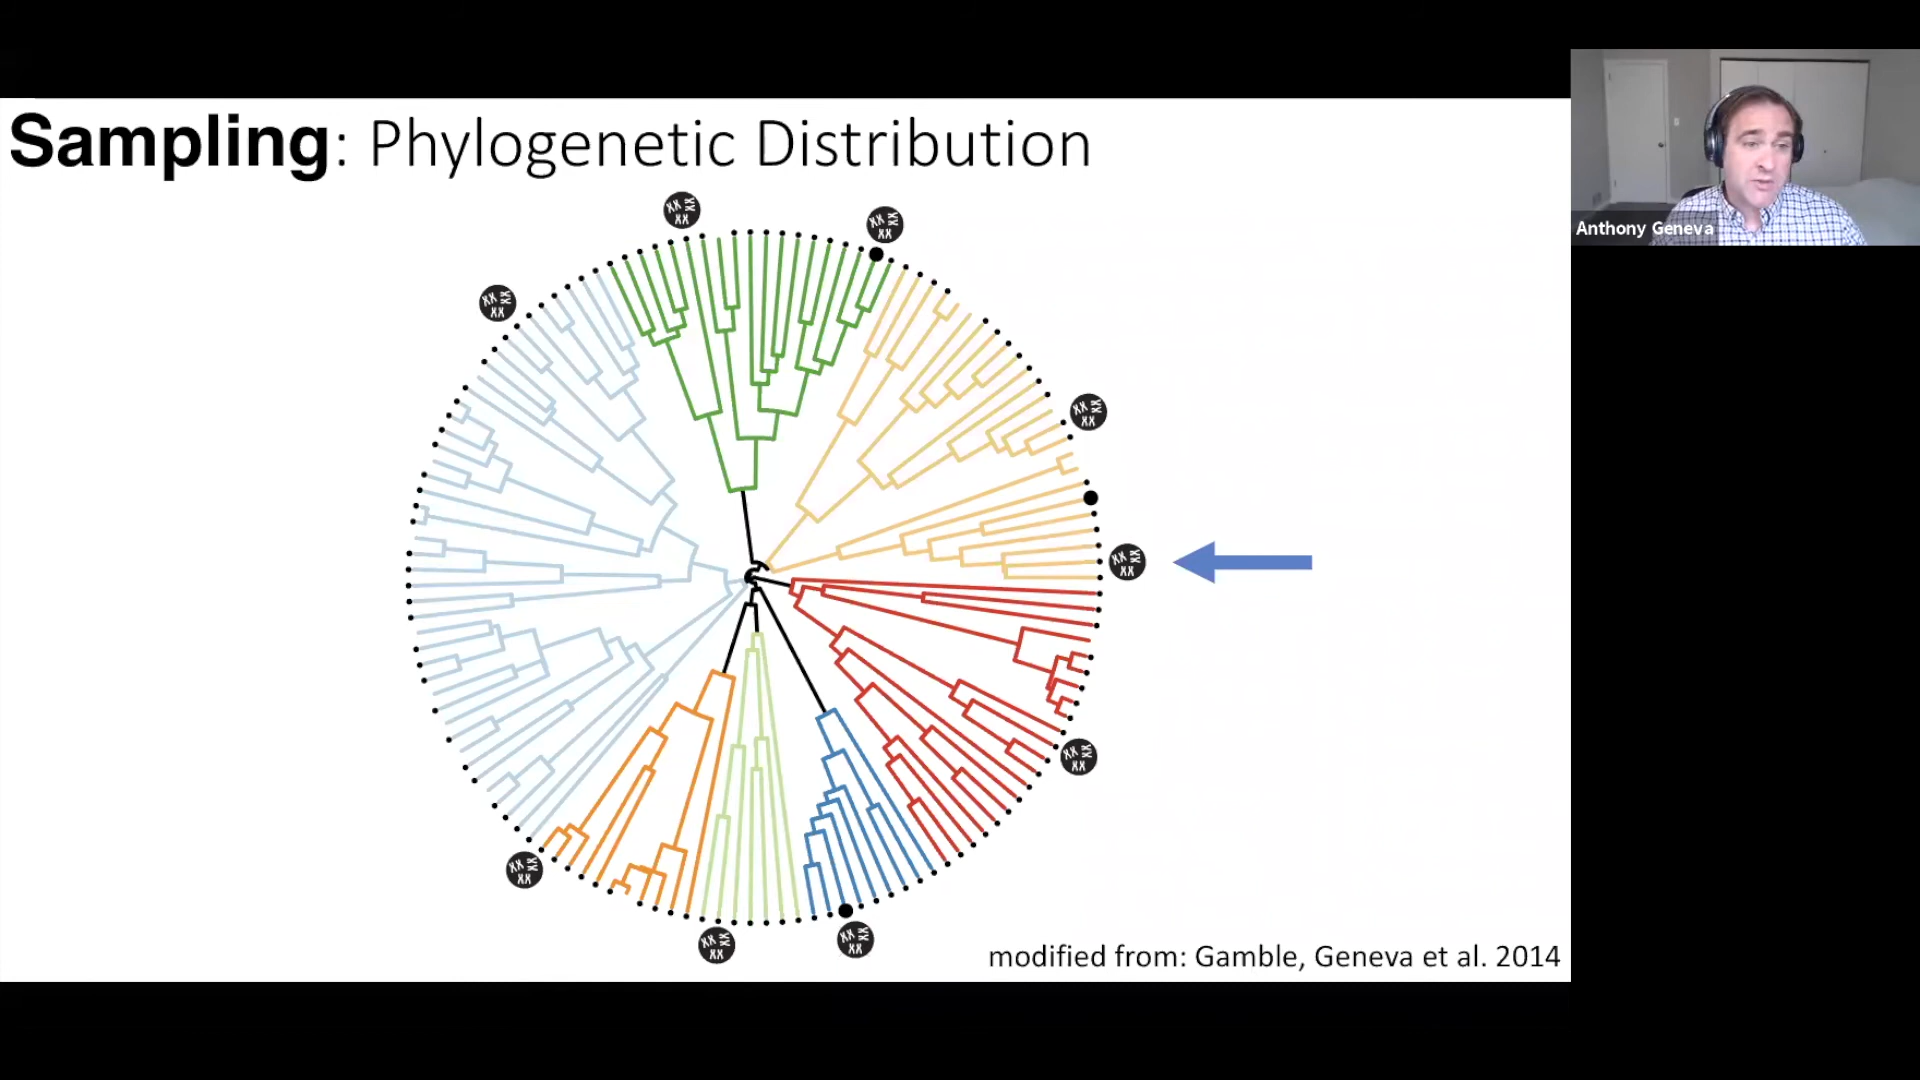 Sampling: Phylogenetic Distribution
Anthony Geneva
modified from: Gamble, Geneva et al. 2014